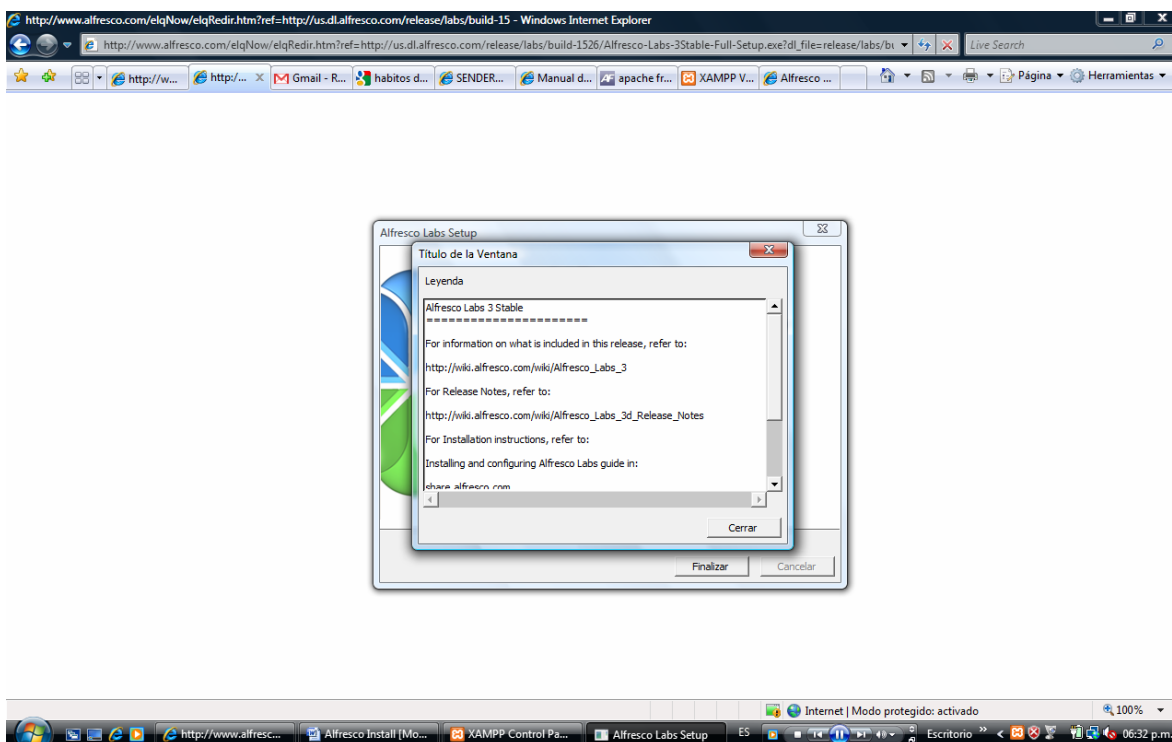 http://www.alfresco.com/elqNow/elqRedir.htm?ref=http://us.dl.alfresco.com/release/labs/build-15 - Windows Internet Explorer
http://www.alfresco.com/elqNow/elqRedir.htm?ref=http://us.dl.alfresco.com/release/labs/build-1526/Alfresco-Labs-3Stable-Full-Setup.exe?dl_file=release/labs/bu
Live Search
http://w... http:/... Gmail - R... habitos d... SENDER... Manual d... apache fr... XAMPP V... Alfresco ... Página Herramientas
Alfresco Labs Setup
Título de la Ventana
Leyenda
Alfresco Labs 3 Stable
======================
For information on what is included in this release, refer to:
http://wiki.alfresco.com/wiki/Alfresco_Labs_3
For Release Notes, refer to:
http://wiki.alfresco.com/wiki/Alfresco_Labs_3d_Release_Notes
For Installation instructions, refer to:
Installing and configuring Alfresco Labs guide in:
share.alfresco.com
Cerrar
Finalizar Cancelar
Internet | Modo protegido: activado 100%
http://www.alfresc... Alfresco Install [Mo... XAMPP Control Pa... Alfresco Labs Setup ES Escritorio 06:32 p.m.